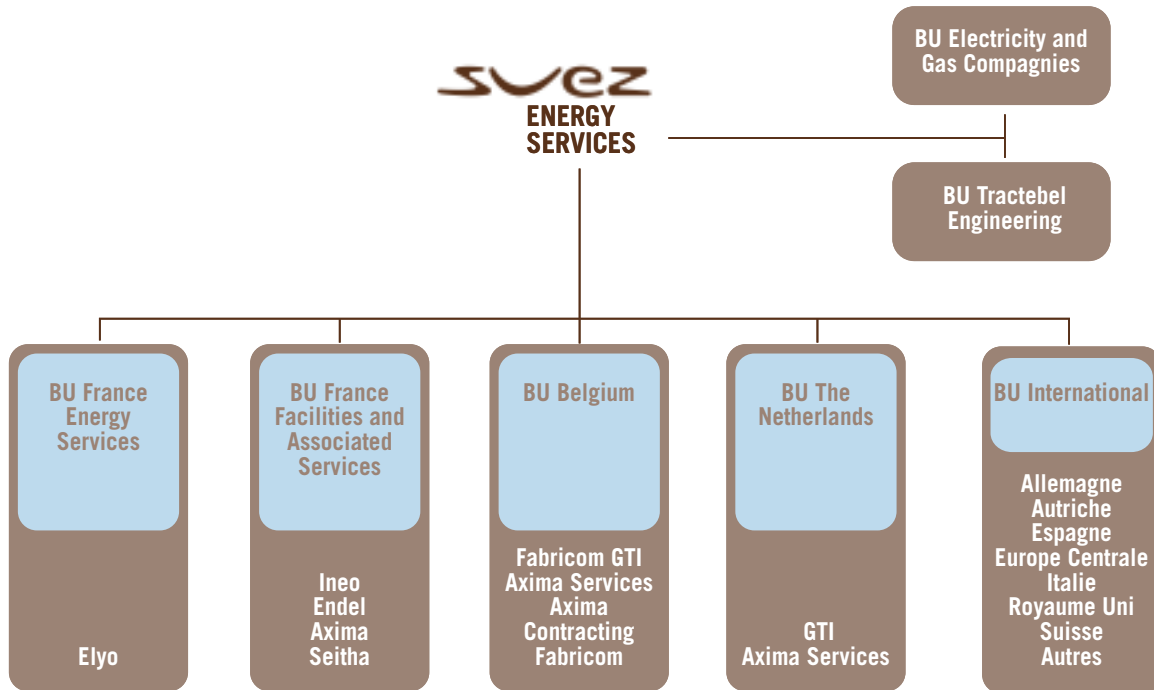 BU Electricity and
Gas Compagnies
suez
ENERGY
SERVICES
BU Tractebel
Engineering
BU France
Energy
Services
Elyo
BU France
Facilities and
Associated
Services
Ineo
Endel
Axima
Seitha
BU Belgium
Fabricom GTI
Axima Services
Axima
Contracting
Fabricom
BU The
Netherlands
GTI
Axima Services
BU International
Allemagne
Autriche
Espagne
Europe Centrale
Italie
Royaume Uni
Suisse
Autres